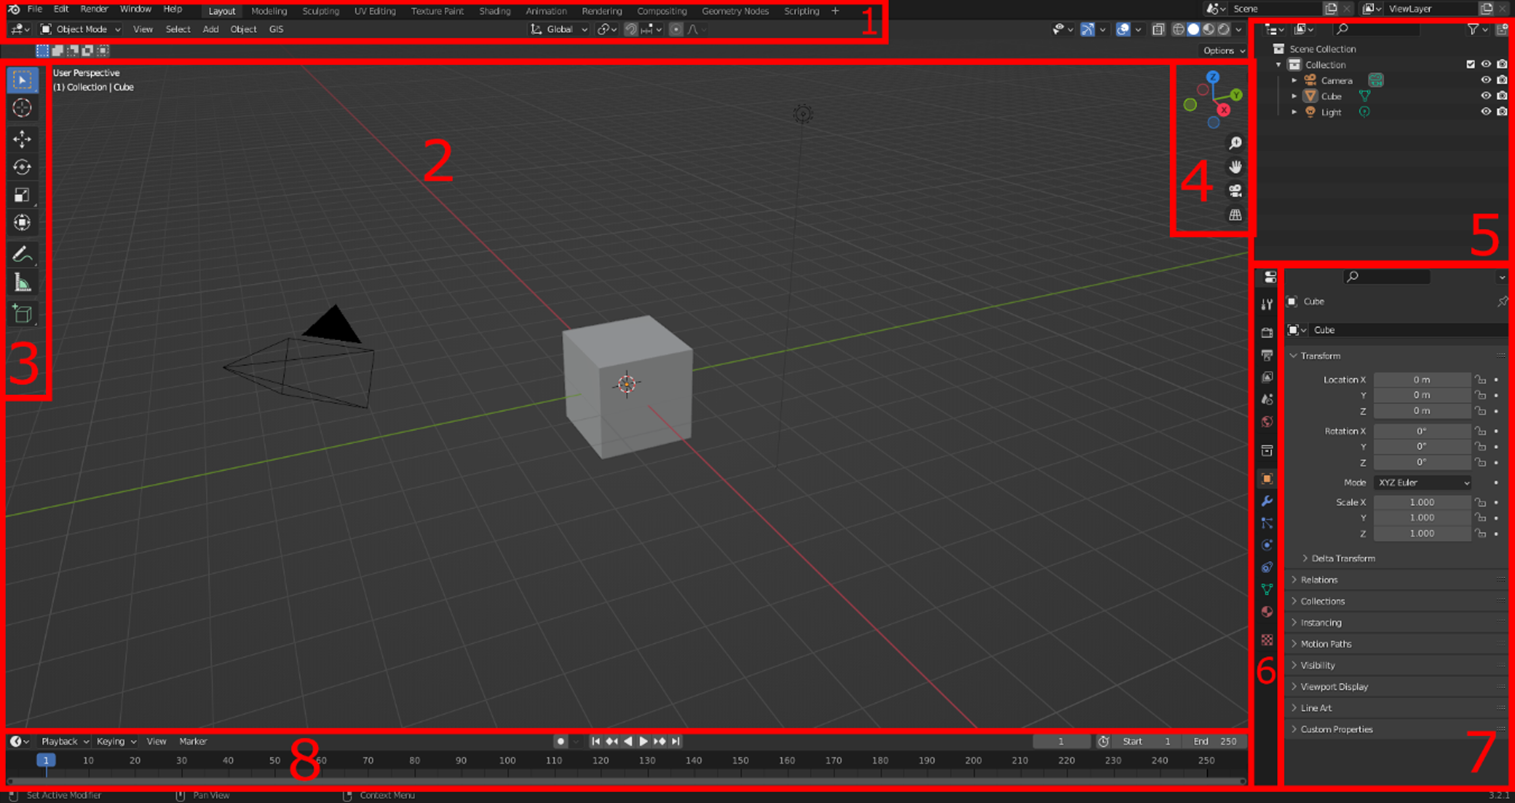 File Edit Render Window Help Layout Modeling Sculpting UV Editing Texture Paint Shading Animation Rendering Compositing Geometry Nodes Scripting + Scene ViewLayer
Object Mode View Select Add Object GIS Global 1
Options
User Perspective
(1) Collection | Cube
Z
Y
X
2
3
4
Scene Collection
Collection
Camera
Cube
Light
5
Cube
Cube
Transform
Location X 0 m
Y 0 m
Z 0 m
Rotation X 0°
Y 0°
Z 0°
Mode XYZ Euler
Scale X 1.000
Y 1.000
Z 1.000
Delta Transform
Relations
Collections
Instancing
Motion Paths
Visibility
Viewport Display
Line Art
Custom Properties
6
7
Playback Keying View Marker 1 Start 1 End 250
1 10 20 30 40 50 60 70 80 90 100 110 120 130 140 150 160 170 180 190 200 210 220 230 240 250
8
Set Active Modifier Pan View Context Menu 3.2.1